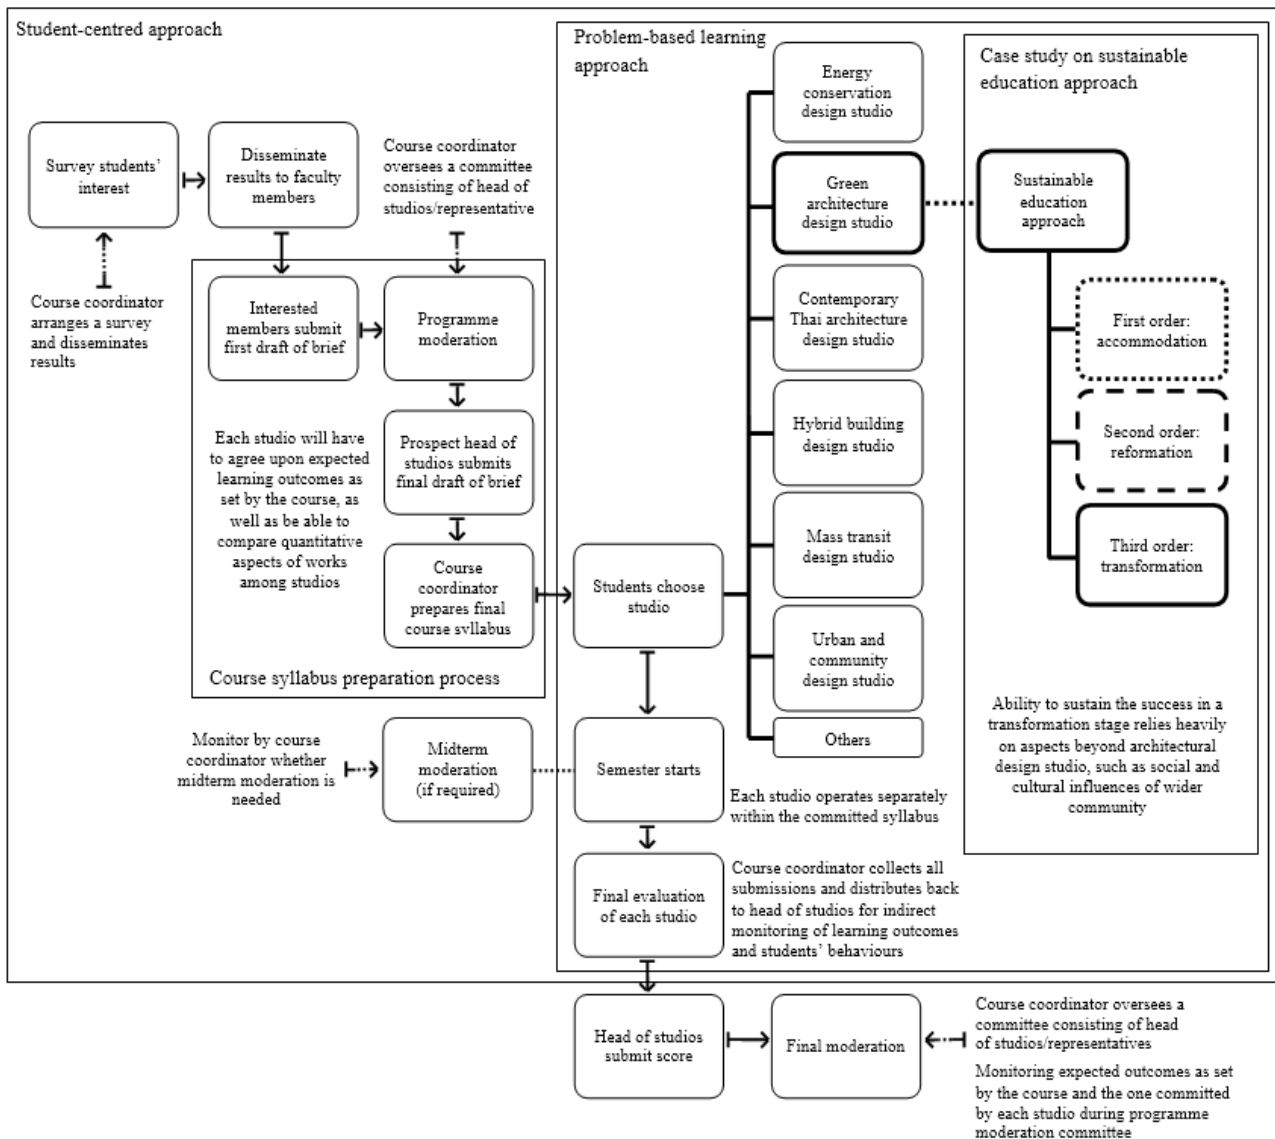 Student-centred approach
Problem-based learning
approach
Case study on sustainable
education approach
Survey students’
interest
Disseminate
results to faculty
members
Course coordinator
oversees a committee
consisting of head of
studios/representative
Course coordinator
arranges a survey
and disseminates
results
Interested
members submit
first draft of brief
Programme
moderation
Each studio will have
to agree upon expected
learning outcomes as
set by the course, as
well as be able to
compare quantitative
aspects of works
among studios
Prospect head of
studios submits
final draft of brief
Course
coordinator
prepares final
course syllabus
Course syllabus preparation process
Students choose
studio
Energy
conservation
design studio
Green
architecture
design studio
Contemporary
Thai architecture
design studio
Hybrid building
design studio
Mass transit
design studio
Urban and
community
design studio
Others
Sustainable
education
approach
First order:
accommodation
Second order:
reformation
Third order:
transformation
Ability to sustain the success in a
transformation stage relies heavily
on aspects beyond architectural
design studio, such as social and
cultural influences of wider
community
Monitor by course
coordinator whether
midterm moderation is
needed
Midterm
moderation
(if required)
Semester starts
Each studio operates separately
within the committed syllabus
Final evaluation
of each studio
Course coordinator collects all
submissions and distributes back
to head of studios for indirect
monitoring of learning outcomes
and students’ behaviours
Head of studios
submit score
Final moderation
Course coordinator oversees a
committee consisting of head
of studios/representatives
Monitoring expected outcomes as set
by the course and the one committed
by each studio during programme
moderation committee